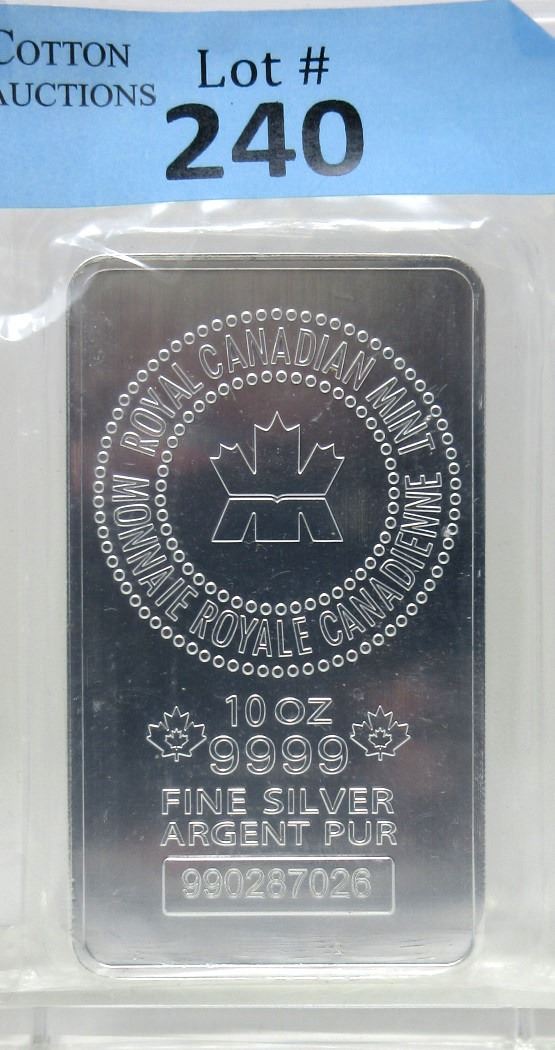 COTTON
AUCTIONS
Lot #
240
ROYAL CANADIAN MINT
MONNAIE ROYALE CANADIENNE
10 OZ
9999
FINE SILVER
ARGENT PUR
990287026